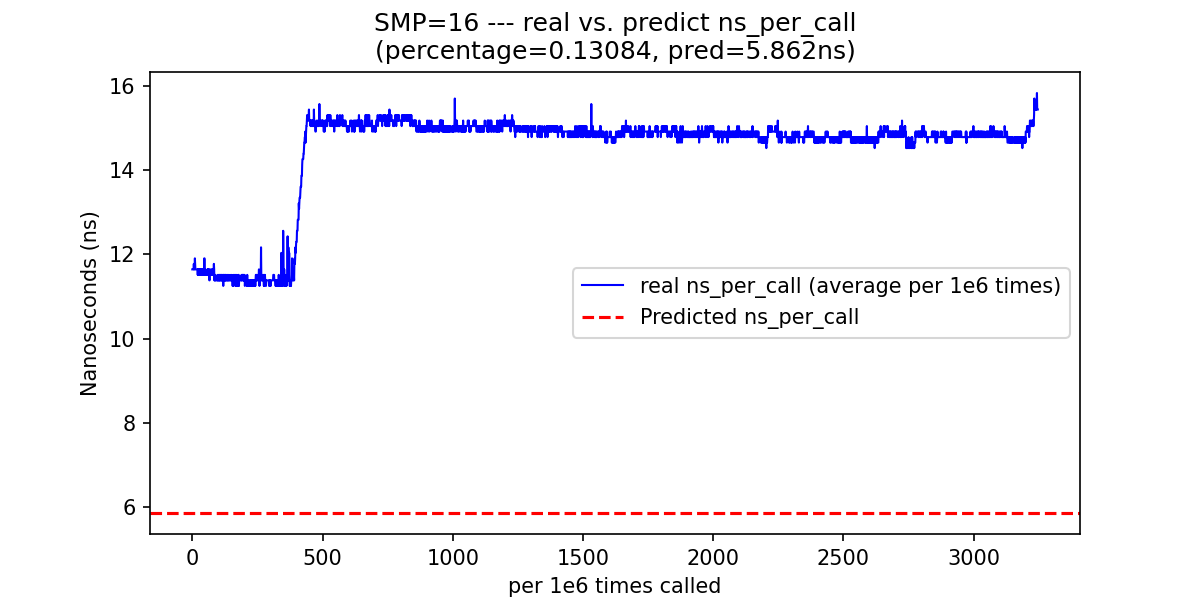 SMP=16 --- real vs. predict ns_per_call
(percentage=0.13084, pred=5.862ns)
16
14
12
10
8
6
Nanoseconds (ns)
real ns_per_call (average per 1e6 times)
Predicted ns_per_call
0 500 1000 1500 2000 2500 3000
per 1e6 times called